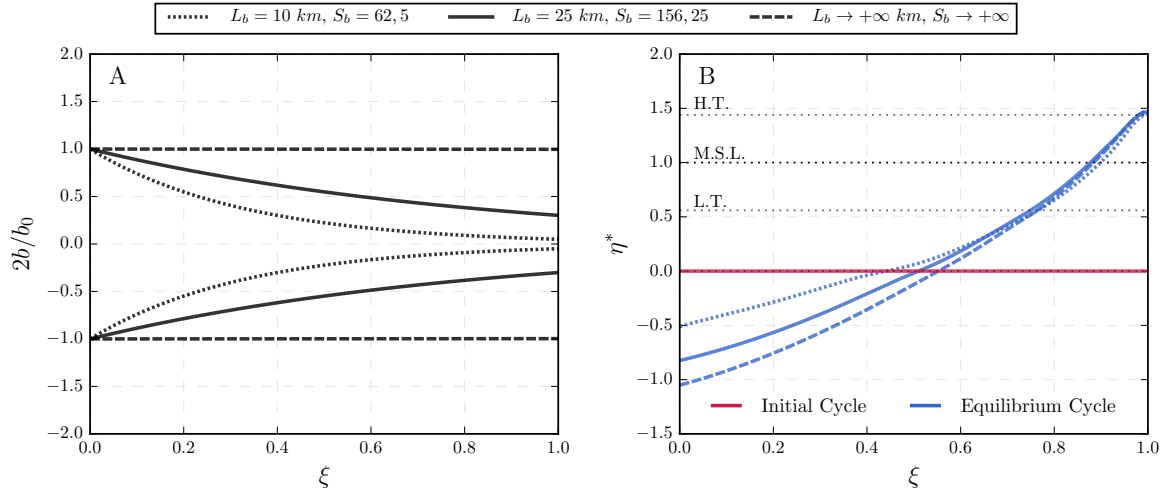 L_b = 10 km, S_b = 62,5 L_b = 25 km, S_b = 156,25 L_b → +∞ km, S_b → +∞
A
2.0
1.5
1.0
0.5
0.0
−0.5
−1.0
−1.5
−2.0
2b/b_0
0.0 0.2 0.4 0.6 0.8 1.0
ξ
B
2.0
1.5
1.0
0.5
0.0
−0.5
−1.0
−1.5
η*
H.T.
M.S.L.
L.T.
Initial Cycle Equilibrium Cycle
0.0 0.2 0.4 0.6 0.8 1.0
ξ